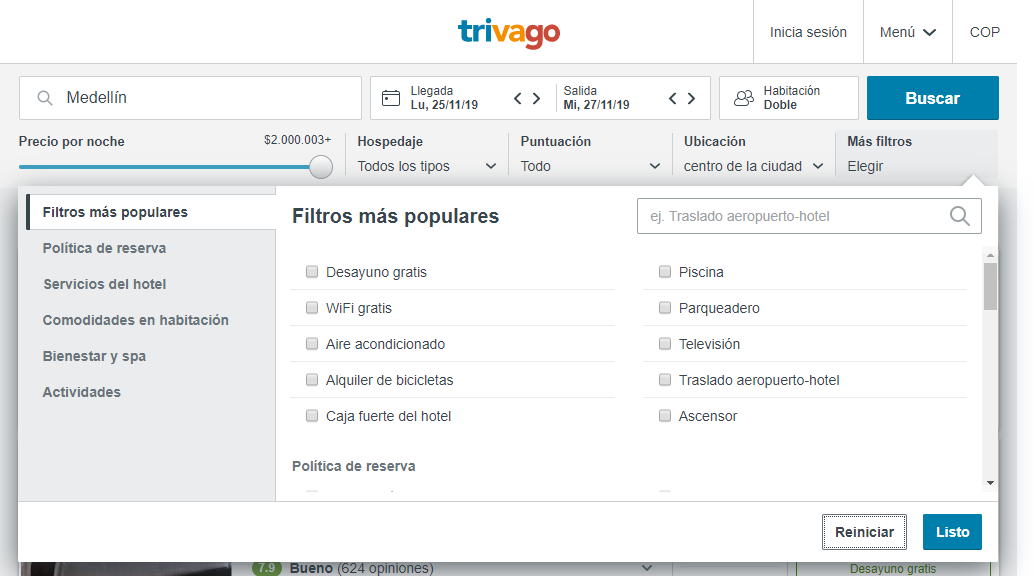 trivago
Inicia sesión
Menú
COP
Medellín
Llegada
Lu, 25/11/19
Salida
Mi, 27/11/19
Habitación
Doble
Buscar
Precio por noche
$2.000.003+
Hospedaje
Todos los tipos
Puntuación
Todo
Ubicación
centro de la ciudad
Más filtros
Elegir
Filtros más populares
Política de reserva
Servicios del hotel
Comodidades en habitación
Bienestar y spa
Actividades
Filtros más populares
ej. Traslado aeropuerto-hotel
Desayuno gratis
Piscina
WiFi gratis
Parqueadero
Aire acondicionado
Televisión
Alquiler de bicicletas
Traslado aeropuerto-hotel
Caja fuerte del hotel
Ascensor
Política de reserva
Reiniciar
Listo
7.9 Bueno (624 opiniones)
Desayuno gratis